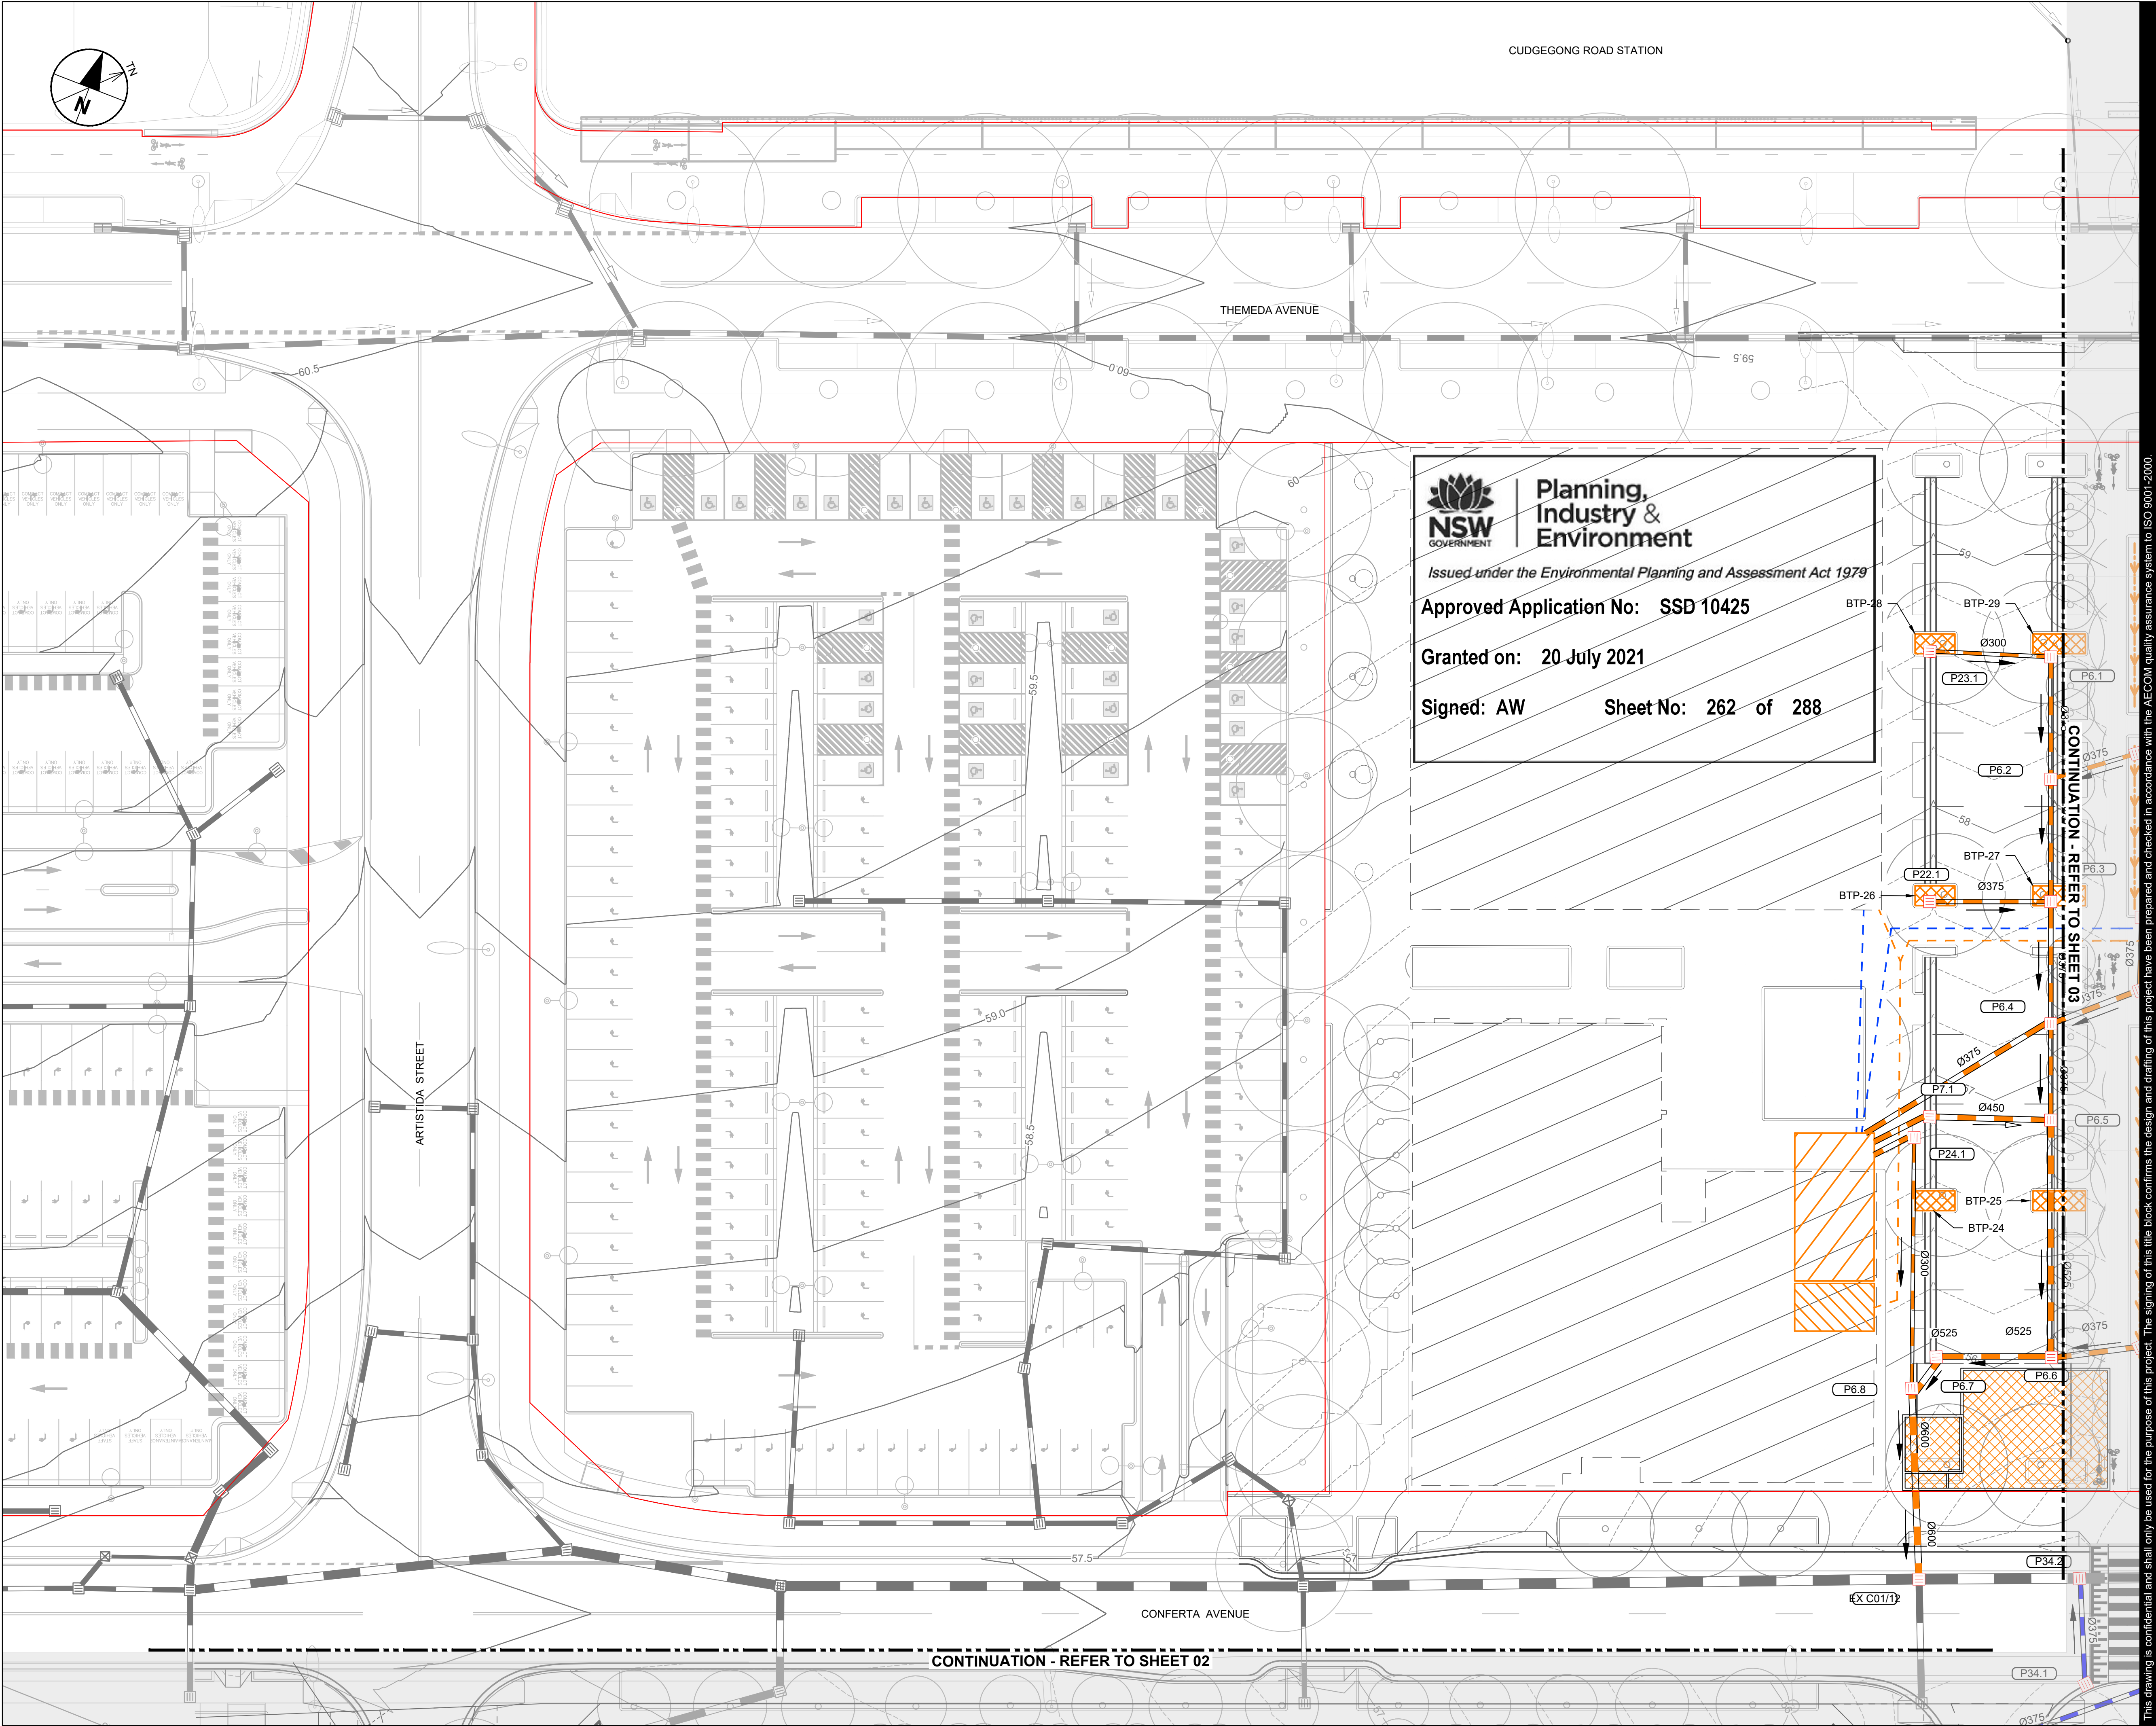 CUDGEGONG ROAD STATION
TN
N
THEMEDA AVENUE
60.5
60.0
59.5
60
NSW
GOVERNMENT
Planning,
Industry &
Environment
Issued under the Environmental Planning and Assessment Act 1979
Approved Application No: SSD 10425
Granted on: 20 July 2021
Signed: AW Sheet No: 262 of 288
59
BTP-28
BTP-29
Ø300
P23.1
P6.1
P6.2
Ø375
58
BTP-27
P6.3
P22.1
Ø375
BTP-26
CONTINUATION - REFER TO SHEET 03
59.5
59.0
58.5
ARTISTIDA STREET
Ø375
P6.4
Ø375
Ø375
Ø375
P7.1
Ø450
P6.5
P24.1
BTP-25
BTP-24
Ø300
Ø525
Ø525
Ø525
Ø375
56
P6.6
P6.7
P6.8
Ø600
Ø600
P34.2
57.5
57
EX C01/12
CONFERTA AVENUE
CONTINUATION - REFER TO SHEET 02
Ø375
P34.1
57
Ø375
This drawing is confidential and shall only be used for the purpose of this project. The signing of this title block confirms the design and drafting of this project have been prepared and checked in accordance with the AECOM quality assurance system to ISO 9001-2000.